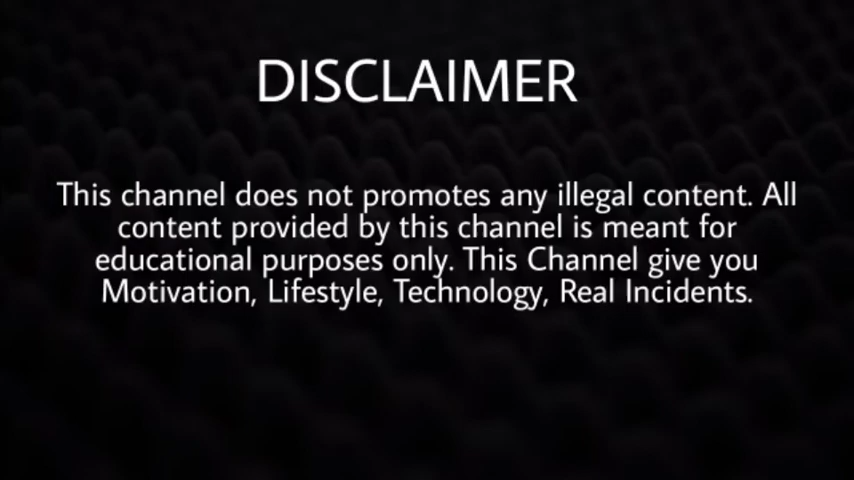 DISCLAIMER
This channel does not promotes any illegal content. All
content provided by this channel is meant for
educational purposes only. This Channel give you
Motivation, Lifestyle, Technology, Real Incidents.